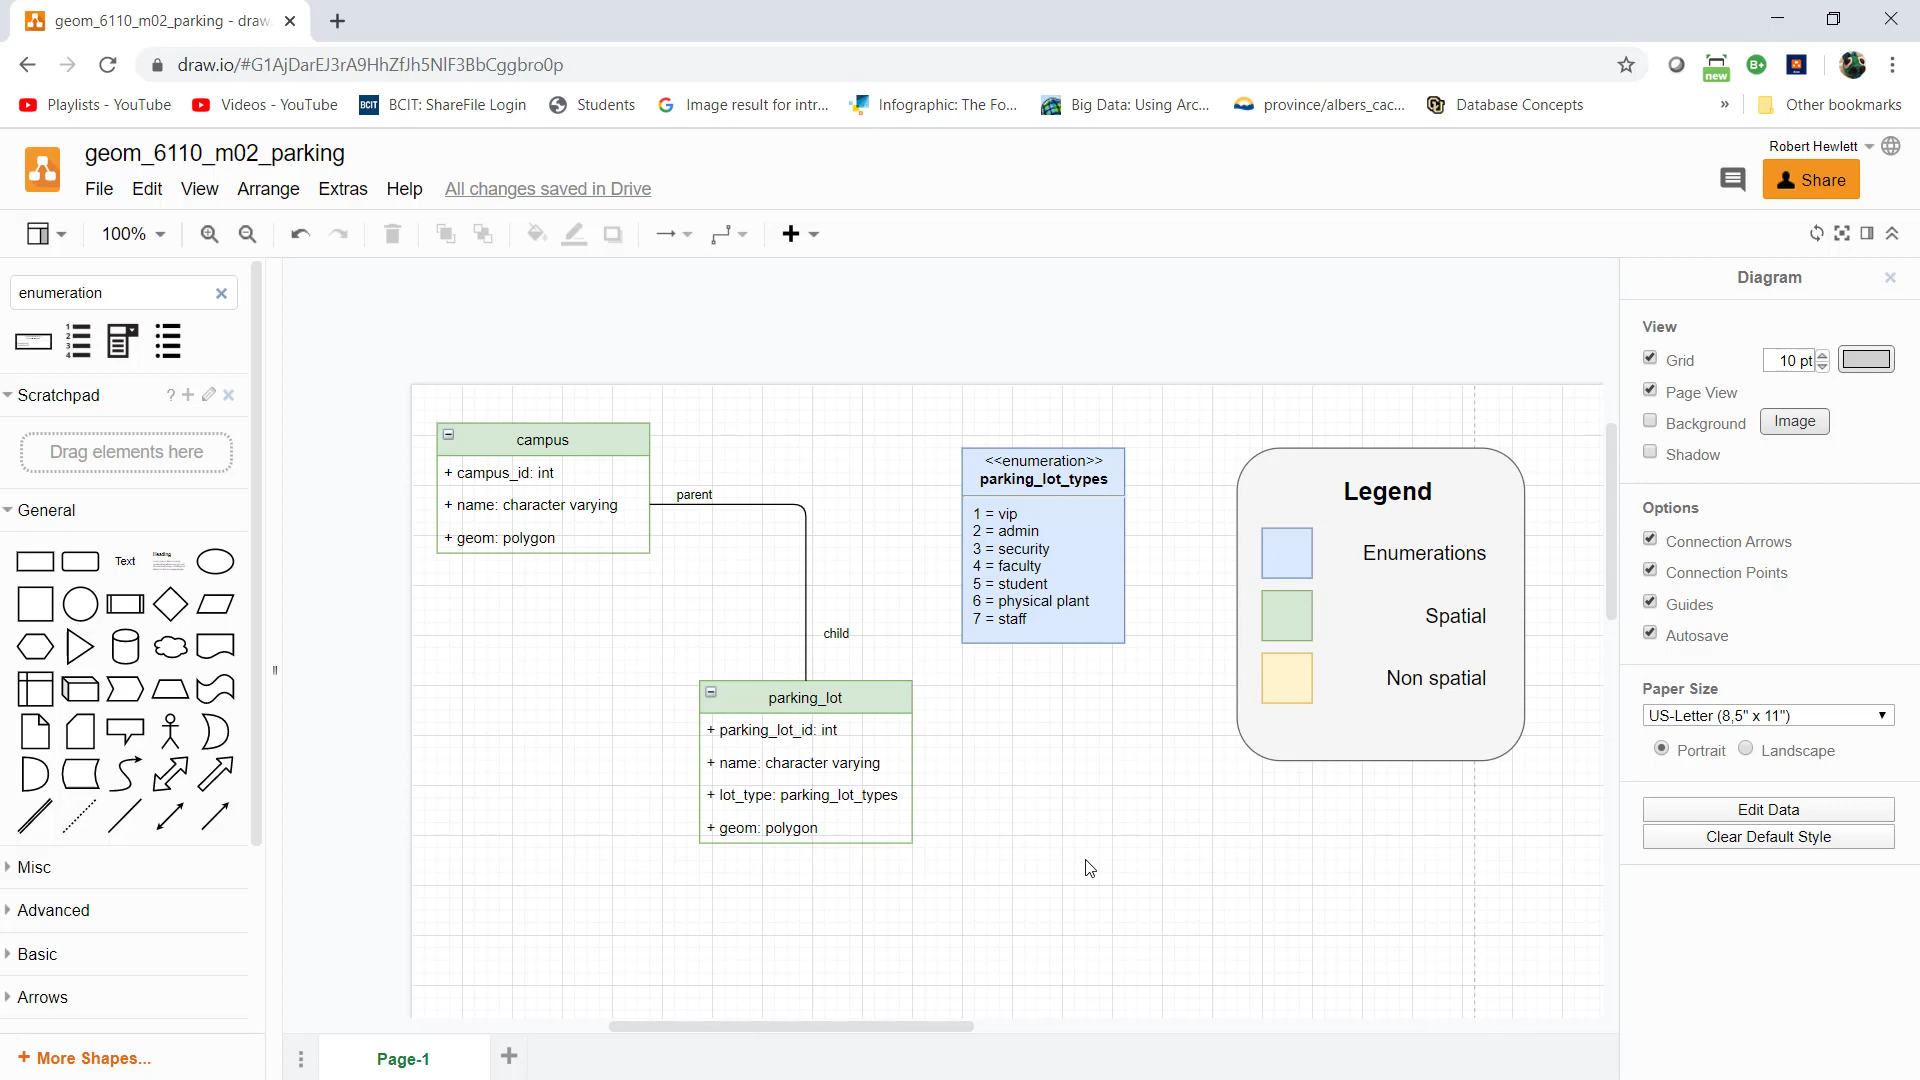 geom_6110_m02_parking - draw.
draw.io/#G1AjDarEJ3rA9HhZfJh5NlF3BbCggbro0p
new
B+
Playlists - YouTube
Videos - YouTube
BCIT
BCIT: ShareFile Login
Students
Image result for intr...
Infographic: The Fo...
Big Data: Using Arc...
province/albers_cac...
Database Concepts
»
Other bookmarks
geom_6110_m02_parking
Robert Hewlett
File
Edit
View
Arrange
Extras
Help
All changes saved in Drive
Share
100%
enumeration
Scratchpad
?
Drag elements here
General
Text
Heading
Misc
Advanced
Basic
Arrows
+ More Shapes...
campus
+ campus_id: int
+ name: character varying
+ geom: polygon
parent
child
parking_lot
+ parking_lot_id: int
+ name: character varying
+ lot_type: parking_lot_types
+ geom: polygon
<<enumeration>>
parking_lot_types
1 = vip
2 = admin
3 = security
4 = faculty
5 = student
6 = physical plant
7 = staff
Legend
Enumerations
Spatial
Non spatial
Page-1
Diagram
View
Grid
10 pt
Page View
Background
Image
Shadow
Options
Connection Arrows
Connection Points
Guides
Autosave
Paper Size
US-Letter (8,5" x 11")
Portrait
Landscape
Edit Data
Clear Default Style